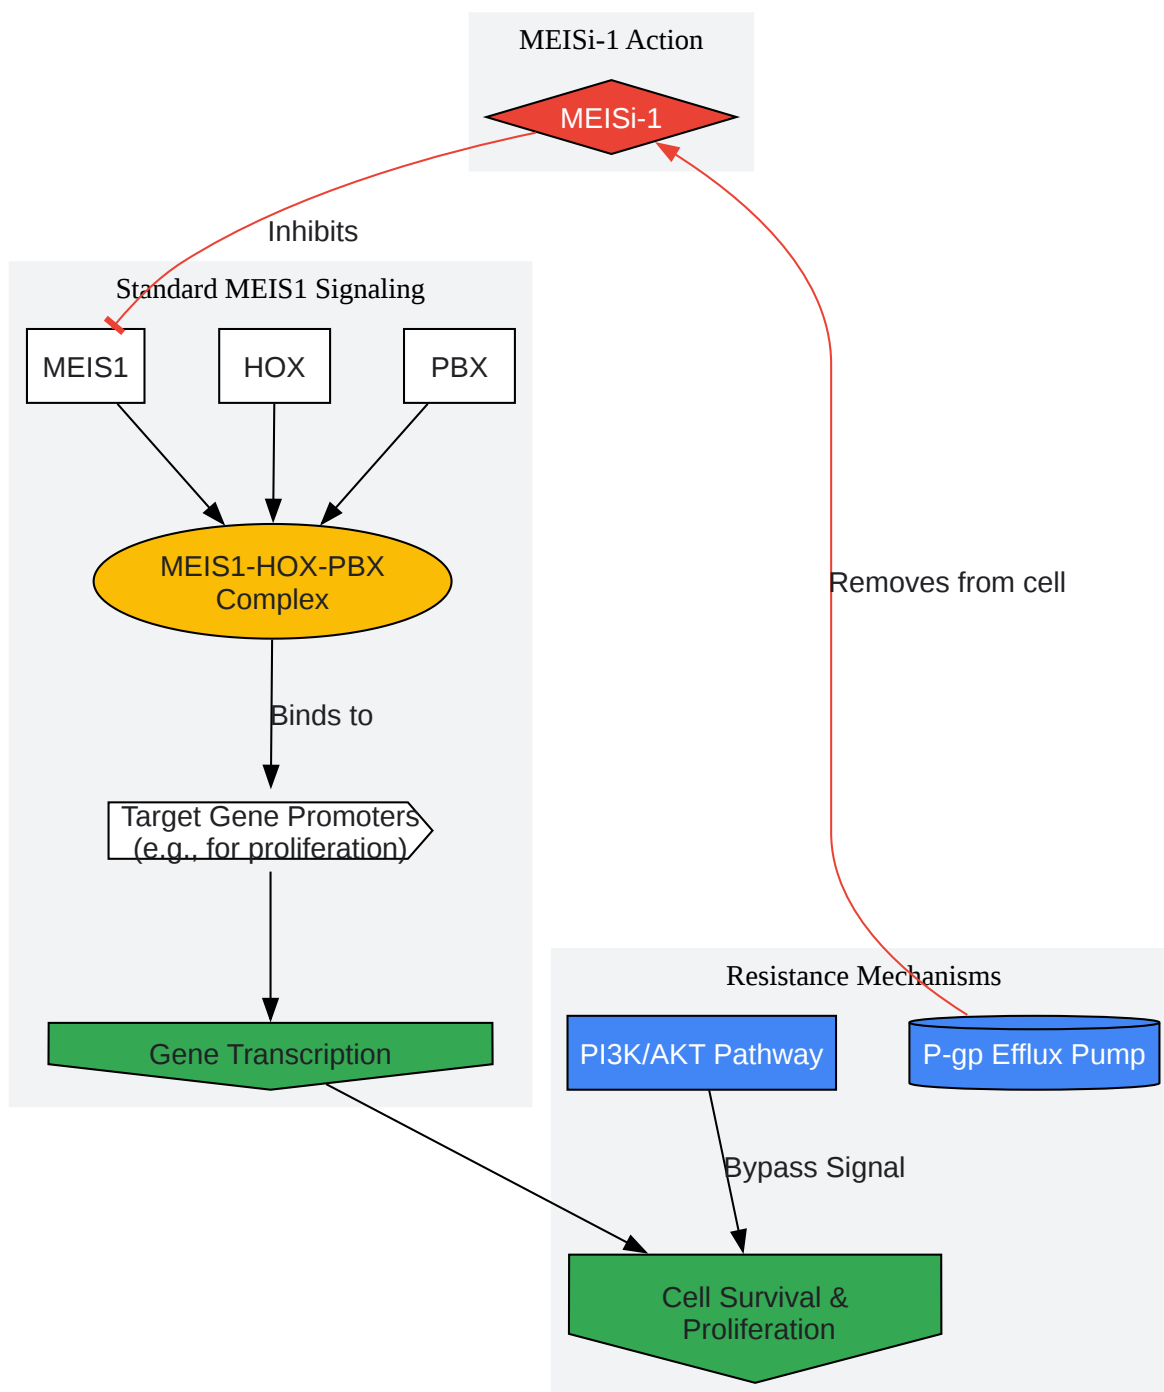 MEISi-1 Action
MEISi-1
Inhibits
Standard MEIS1 Signaling
MEIS1
HOX
PBX
MEIS1-HOX-PBX
Complex
Removes from cell
Binds to
Target Gene Promoters
(e.g., for proliferation)
Resistance Mechanisms
Gene Transcription
PI3K/AKT Pathway
P-gp Efflux Pump
Bypass Signal
Cell Survival &
Proliferation